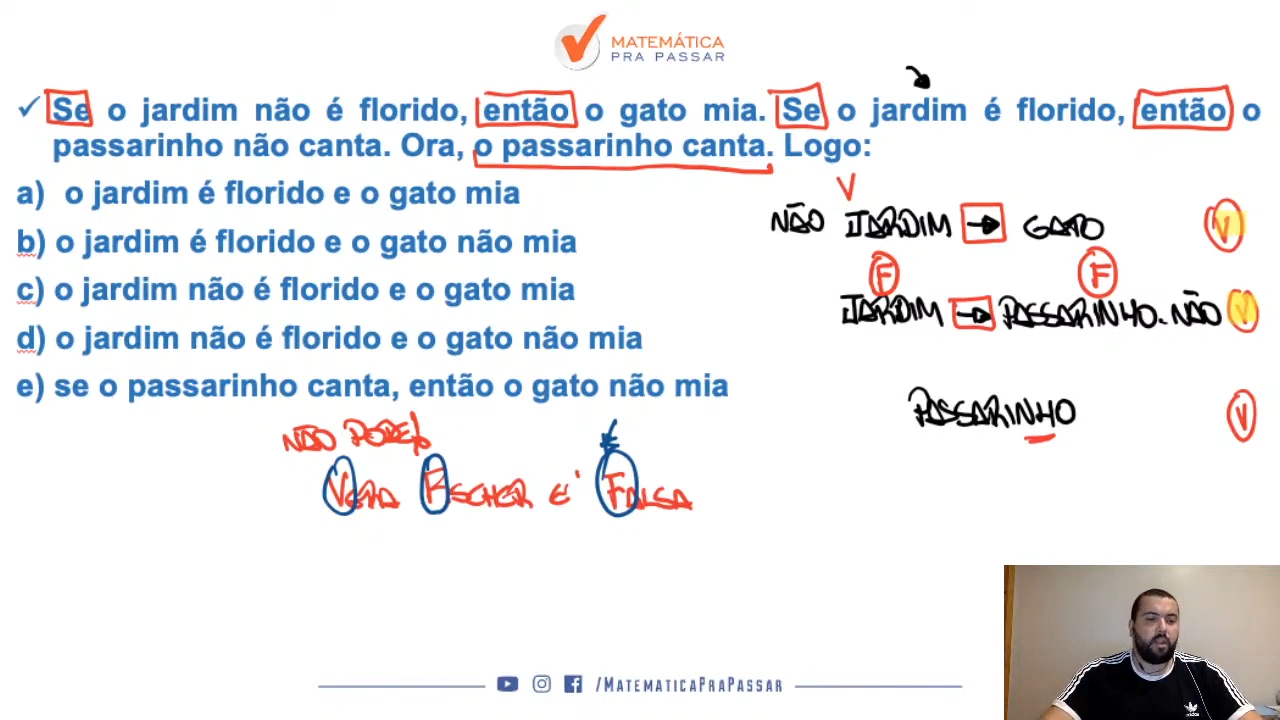 MATEMÁTICA
PRA PASSAR
✓ Se o jardim não é florido, então o gato mia. Se o jardim é florido, então o
passarinho não canta. Ora, o passarinho canta. Logo:
a) o jardim é florido e o gato mia
b) o jardim é florido e o gato não mia
c) o jardim não é florido e o gato mia
d) o jardim não é florido e o gato não mia
e) se o passarinho canta, então o gato não mia
V
NÃO JARDIM → GATO V
F F
JARDIM → PASSARINHO NÃO V
PASSARINHO V
NÃO PODE
VERA FISCHER É FALSA
/MATEMATICAPRAPASSAR